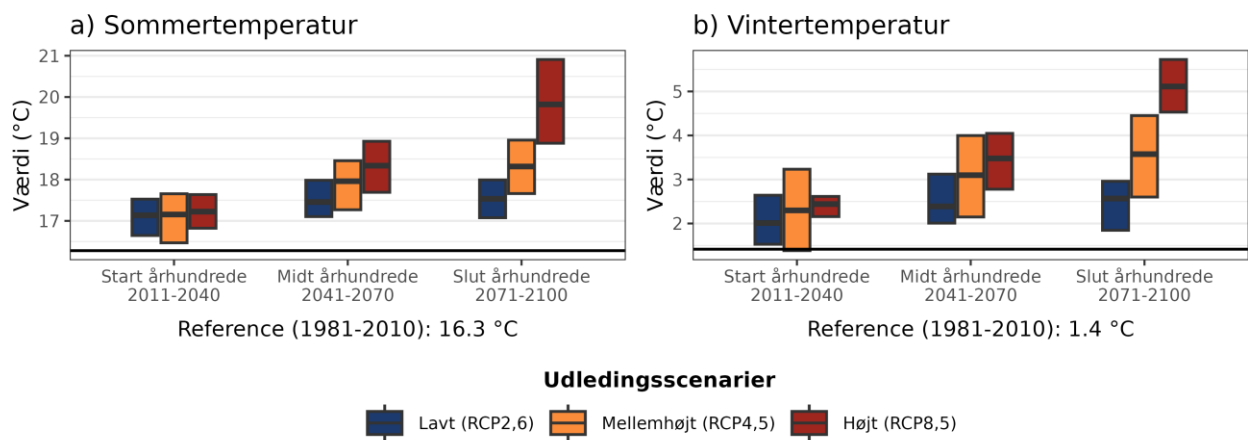 a) Sommertemperatur
Værdi (°C)
21
20
19
18
17
Start århundrede
2011-2040
Midt århundrede
2041-2070
Slut århundrede
2071-2100
Reference (1981-2010): 16.3 °C
b) Vintertemperatur
Værdi (°C)
5
4
3
2
Start århundrede
2011-2040
Midt århundrede
2041-2070
Slut århundrede
2071-2100
Reference (1981-2010): 1.4 °C
Udledingsscenarier
Lavt (RCP2,6)
Mellemhøjt (RCP4,5)
Højt (RCP8,5)